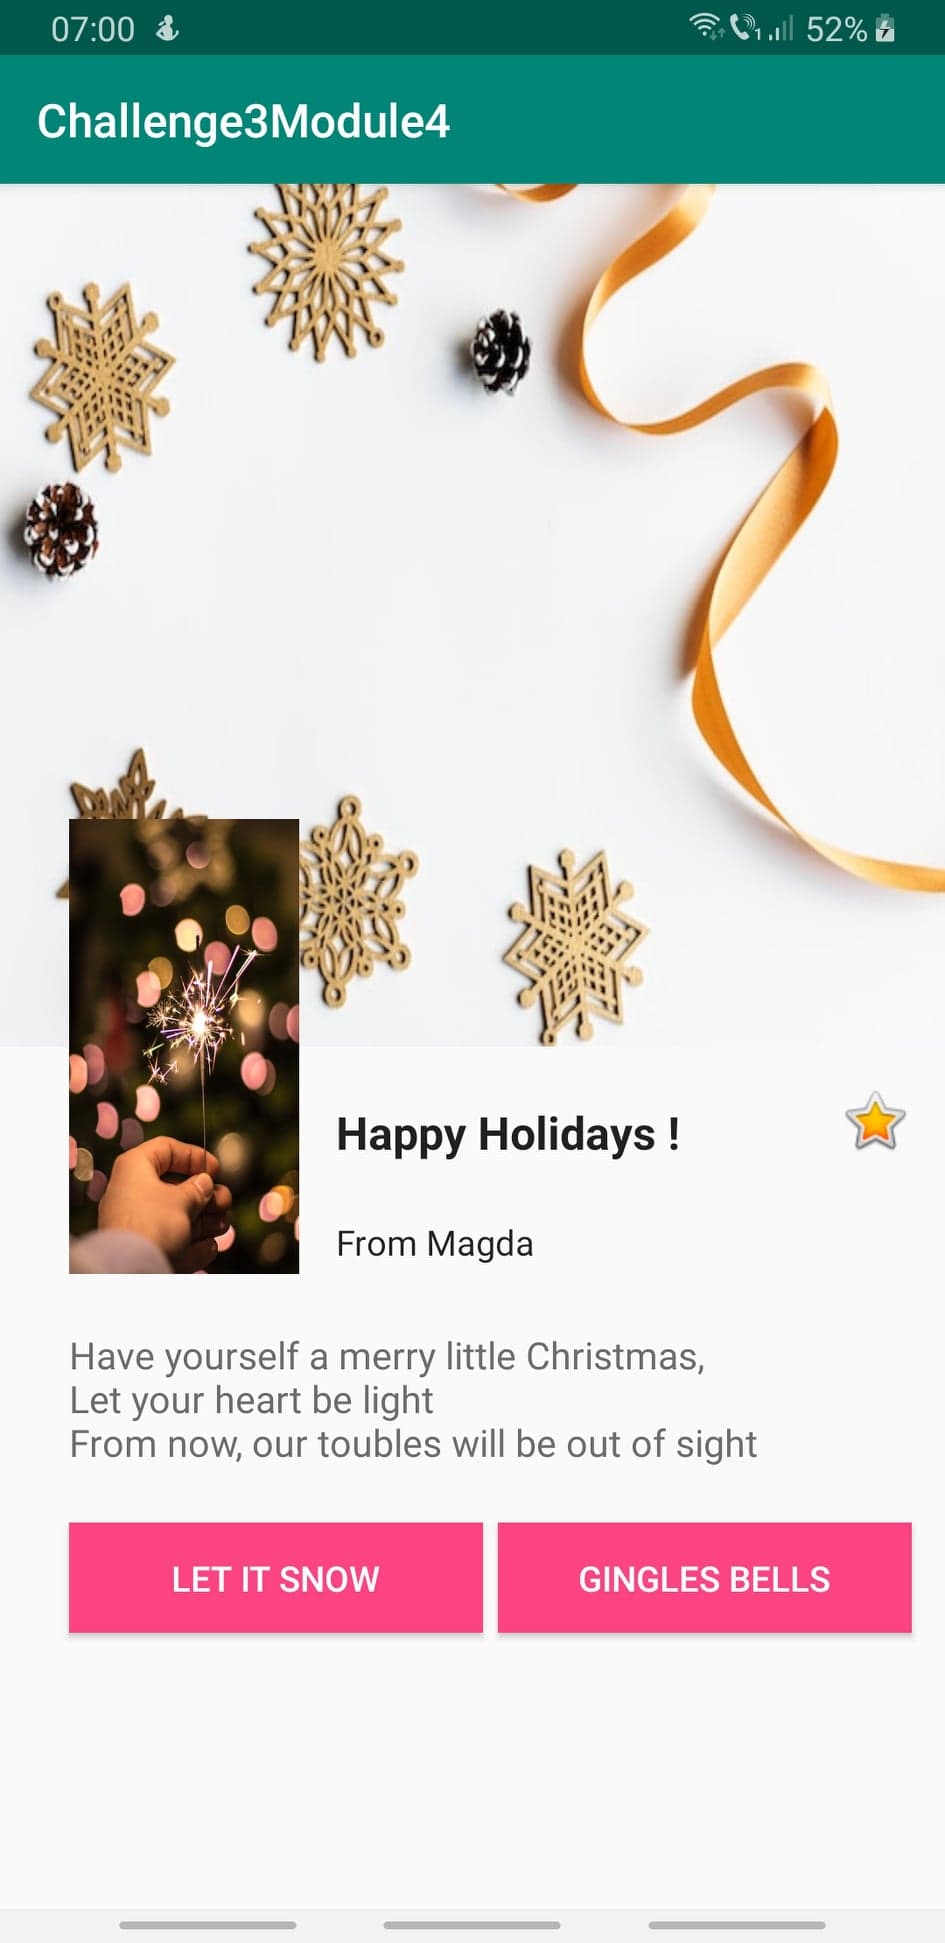 07:00 52%
Challenge3Module4
Happy Holidays !
From Magda
Have yourself a merry little Christmas,
Let your heart be light
From now, our toubles will be out of sight
LET IT SNOW GINGLES BELLS